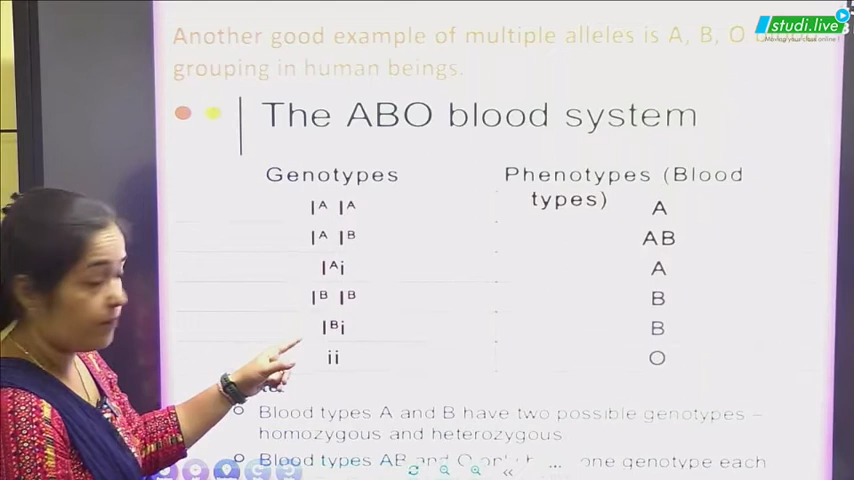 Another good example of multiple alleles is A, B, O
grouping in human beings.
studi.live
The ABO blood system
Genotypes
Phenotypes (Blood
types)
Iᴬ Iᴬ A
Iᴬ Iᴮ AB
Iᴬi A
Iᴮ Iᴮ B
Iᴮi B
ii O
Blood types A and B have two possible genotypes –
homozygous and heterozygous
Blood types AB and O one genotype each